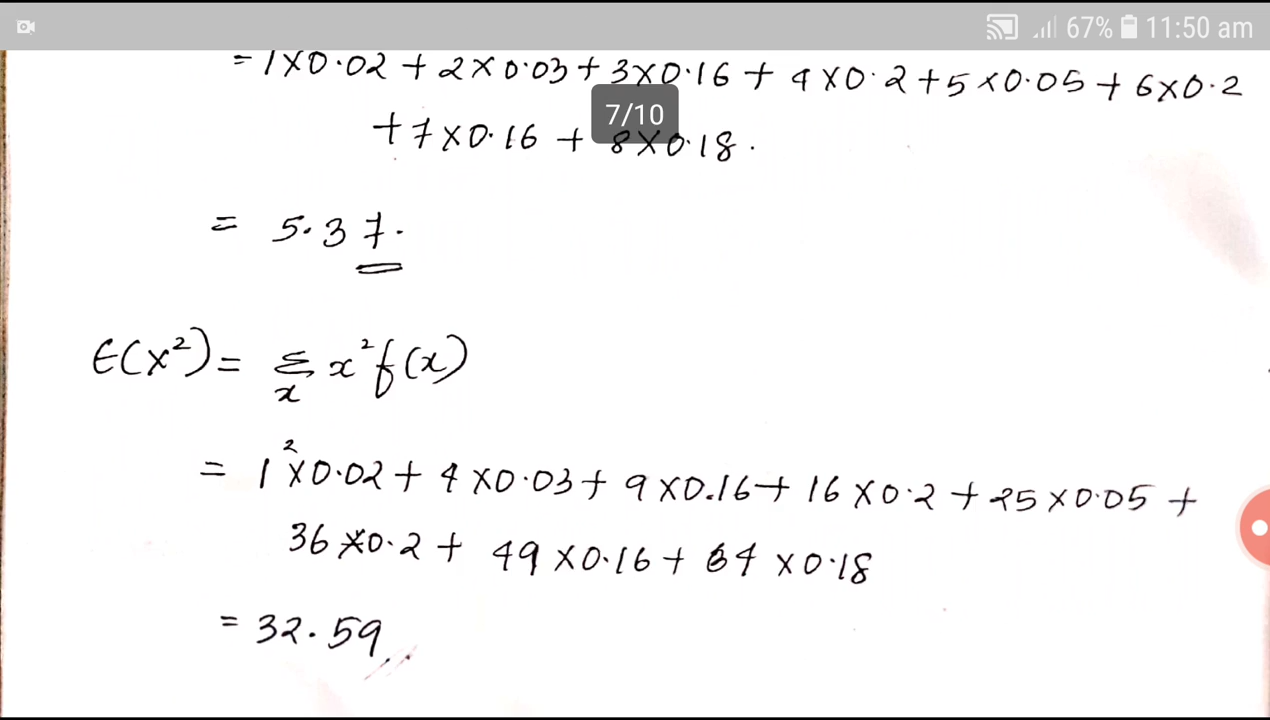 67% 11:50 am
= 1×0.02 + 2×0.03 + 3×0.16 + 4×0.2 + 5×0.05 + 6×0.2
7/10
+ 7×0.16 + 8×0.18.
= 5.37.
E(X²) = Σ x² f(x)
x
= 1²×0.02 + 4×0.03 + 9×0.16 + 16×0.2 + 25×0.05 +
36×0.2 + 49×0.16 + 64×0.18
= 32.59